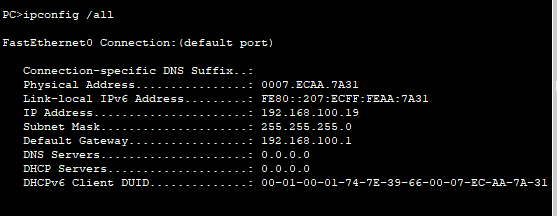 PC>ipconfig /all
FastEthernet0 Connection:(default port)
Connection-specific DNS Suffix..:
Physical Address................: 0007.ECAA.7A31
Link-local IPv6 Address.........: FE80::207:ECFF:FEAA:7A31
IP Address......................: 192.168.100.19
Subnet Mask.....................: 255.255.255.0
Default Gateway.................: 192.168.100.1
DNS Servers.....................: 0.0.0.0
DHCP Servers....................: 0.0.0.0
DHCPv6 Client DUID..............: 00-01-00-01-74-7E-39-66-00-07-EC-AA-7A-31